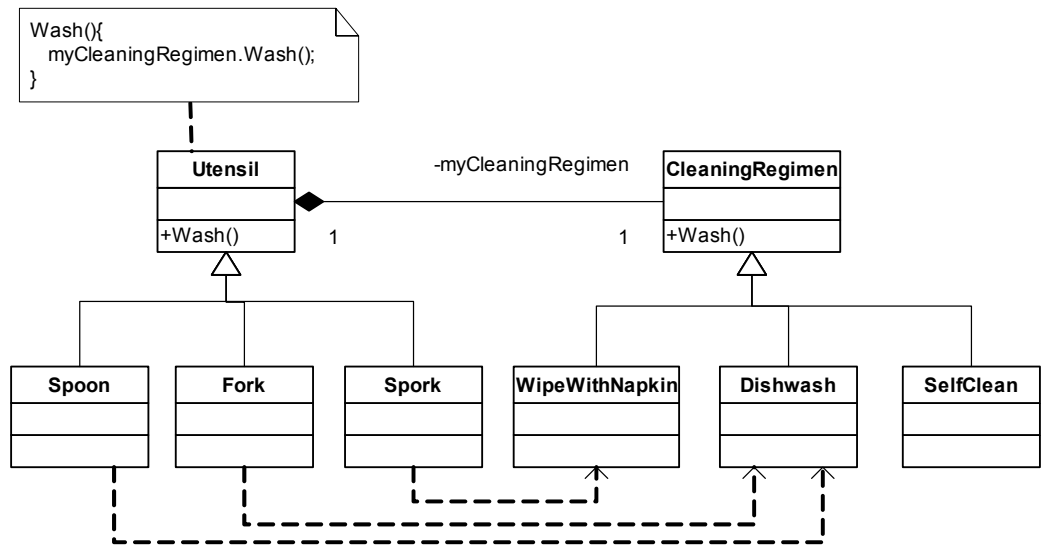 Wash(){
myCleaningRegimen.Wash();
}
Utensil
+Wash()
-myCleaningRegimen
1
1
CleaningRegimen
+Wash()
Spoon
Fork
Spork
WipeWithNapkin
Dishwash
SelfClean